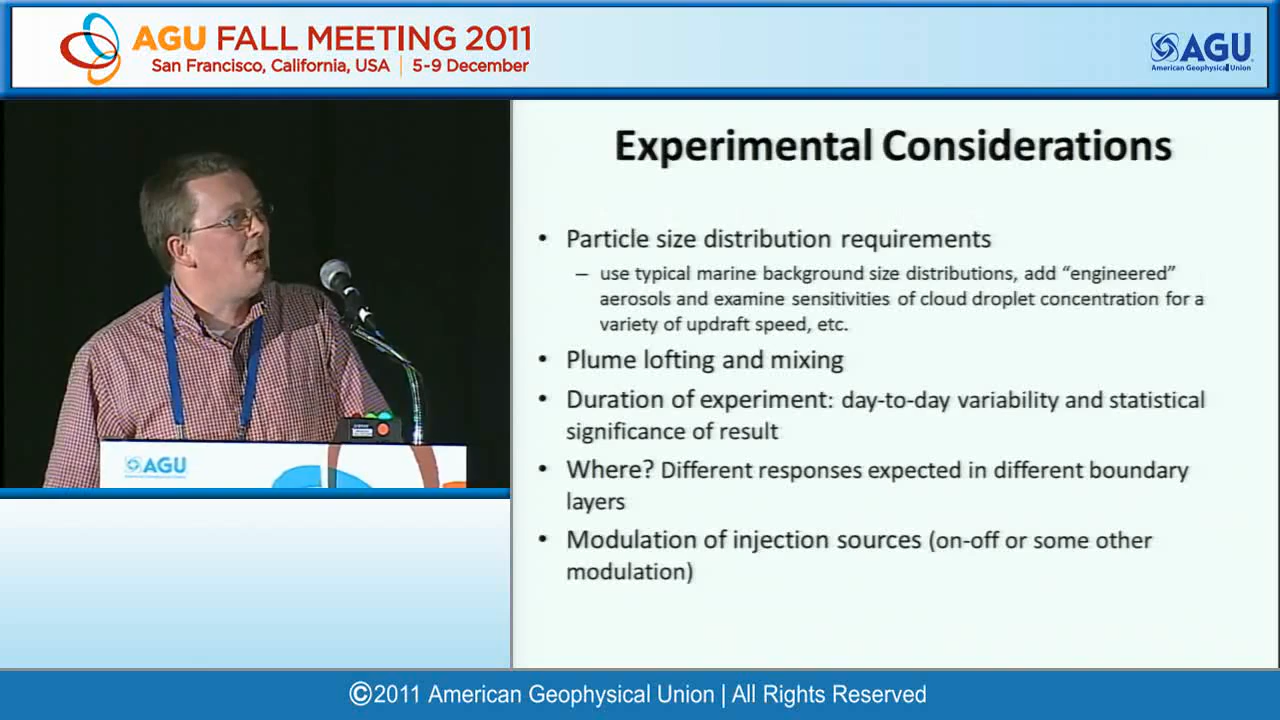 AGU FALL MEETING 2011
San Francisco, California, USA | 5-9 December
AGU
American Geophysical Union
Experimental Considerations
• Particle size distribution requirements
– use typical marine background size distributions, add “engineered”
aerosols and examine sensitivities of cloud droplet concentration for a
variety of updraft speed, etc.
• Plume lofting and mixing
• Duration of experiment: day-to-day variability and statistical
significance of result
• Where? Different responses expected in different boundary
layers
• Modulation of injection sources (on-off or some other
modulation)
AGU
©2011 American Geophysical Union | All Rights Reserved